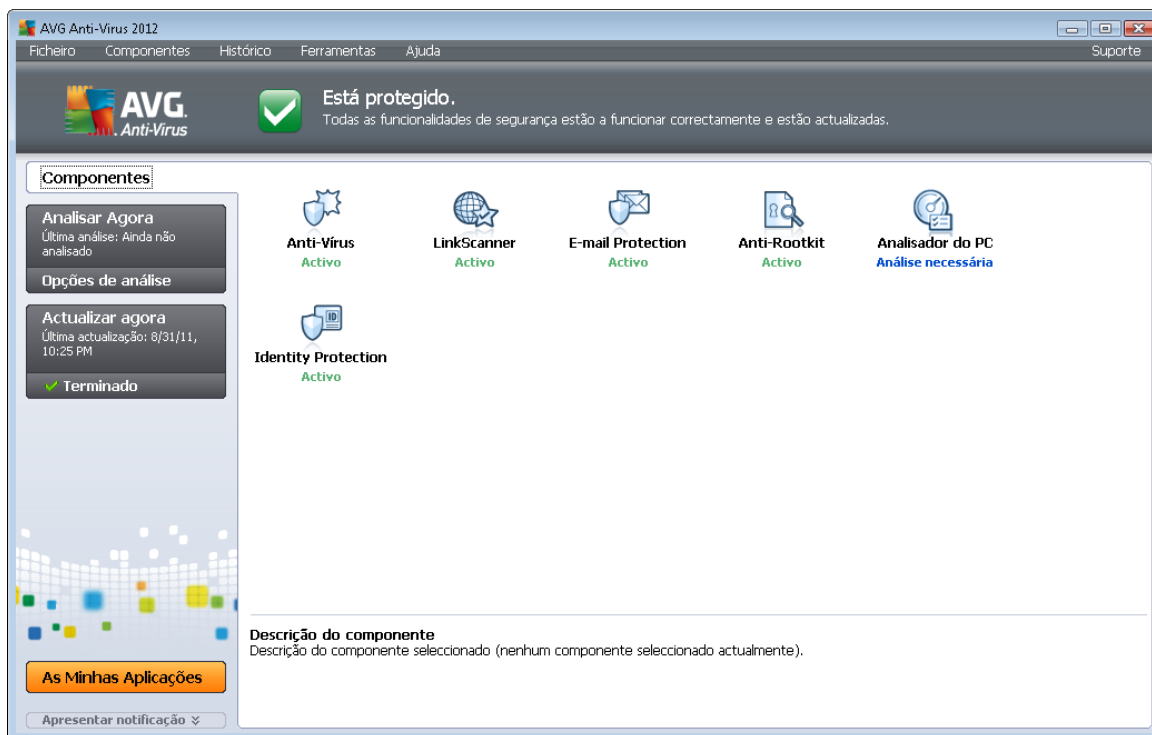 AVG Anti-Virus 2012
Ficheiro Componentes Histórico Ferramentas Ajuda Suporte
AVG.
Anti-Virus
Está protegido.
Todas as funcionalidades de segurança estão a funcionar correctamente e estão actualizadas.
Componentes
Analisar Agora
Última análise: Ainda não
analisado
Opções de análise
Actualizar agora
Última actualização: 8/31/11,
10:25 PM
Terminado
As Minhas Aplicações
Apresentar notificação
Anti-Vírus
Activo
LinkScanner
Activo
E-mail Protection
Activo
Anti-Rootkit
Activo
Analisador do PC
Análise necessária
ID
Identity Protection
Activo
Descrição do componente
Descrição do componente seleccionado (nenhum componente seleccionado actualmente).